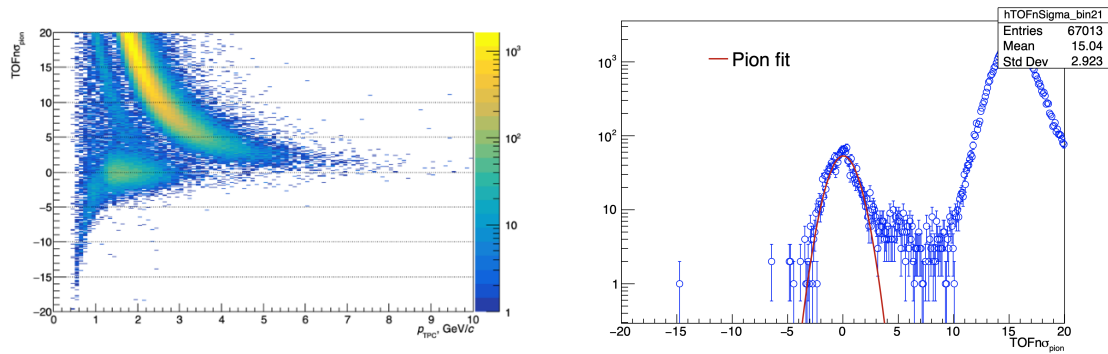 TOFnσpion
20
15
10
5
0
−5
−10
−15
−20
0 1 2 3 4 5 6 7 8 9 10
pTPC, GeV/c
10³
10²
10
1
hTOFnSigma_bin21
Entries 67013
Mean 15.04
Std Dev 2.923
Pion fit
10³
10²
10
1
−20 −15 −10 −5 0 5 10 15 20
TOFnσpion